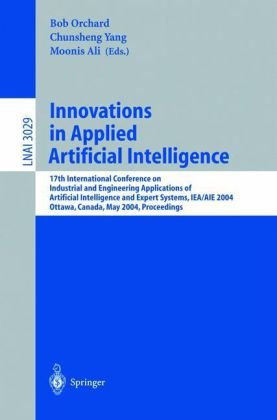 Bob Orchard
Chunsheng Yang
Moonis Ali (Eds.)
LNAI 3029
Innovations
in Applied
Artificial Intelligence
17th International Conference on
Industrial and Engineering Applications of
Artificial Intelligence and Expert Systems, IEA/AIE 2004
Ottawa, Canada, May 2004, Proceedings
Springer